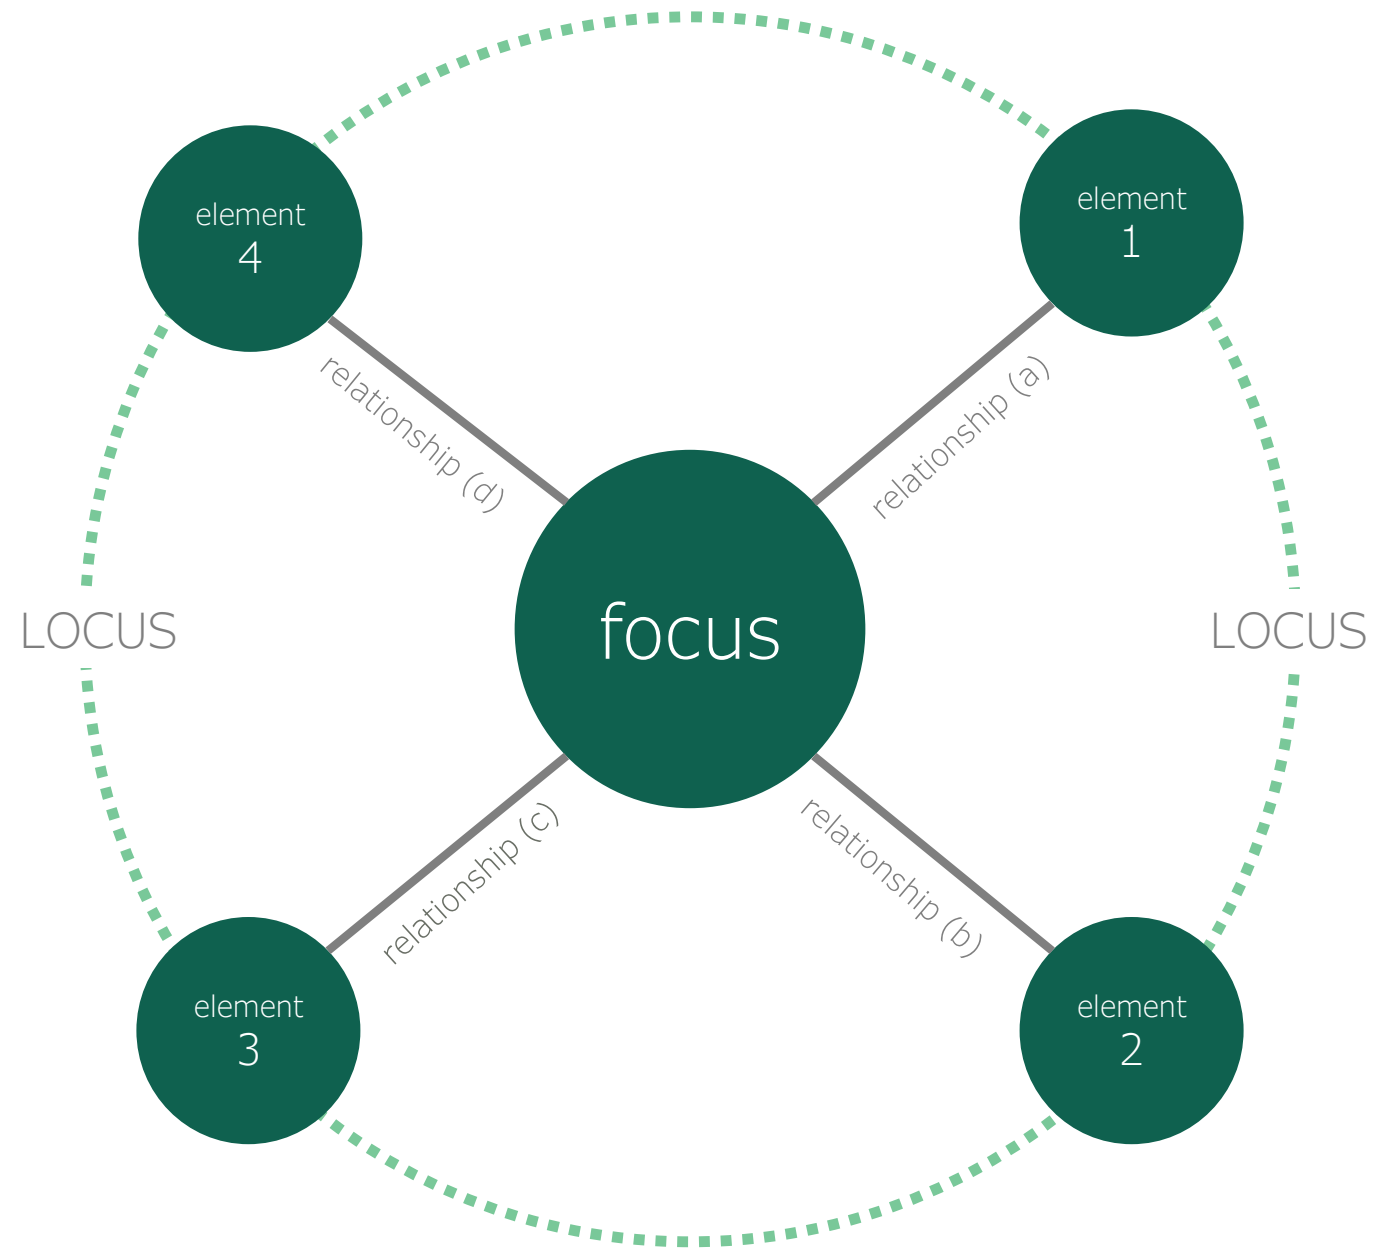 element
4
element
1
relationship (d)
relationship (a)
focus
LOCUS
LOCUS
relationship (c)
relationship (b)
element
3
element
2